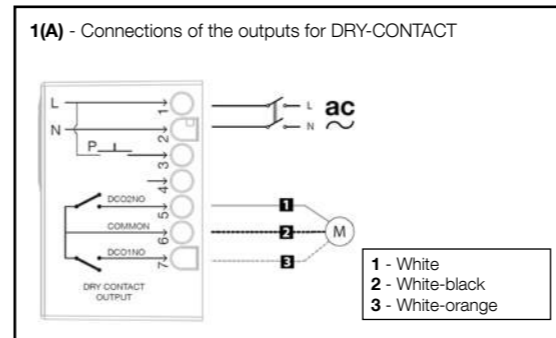 1(A) - Connections of the outputs for DRY-CONTACT
L
1
L
ac
N
2
N
P
3
4
DCO2NO
5
1
COMMON
6
2
M
DCO1NO
7
3
DRY CONTACT
OUTPUT
1 - White
2 - White-black
3 - White-orange